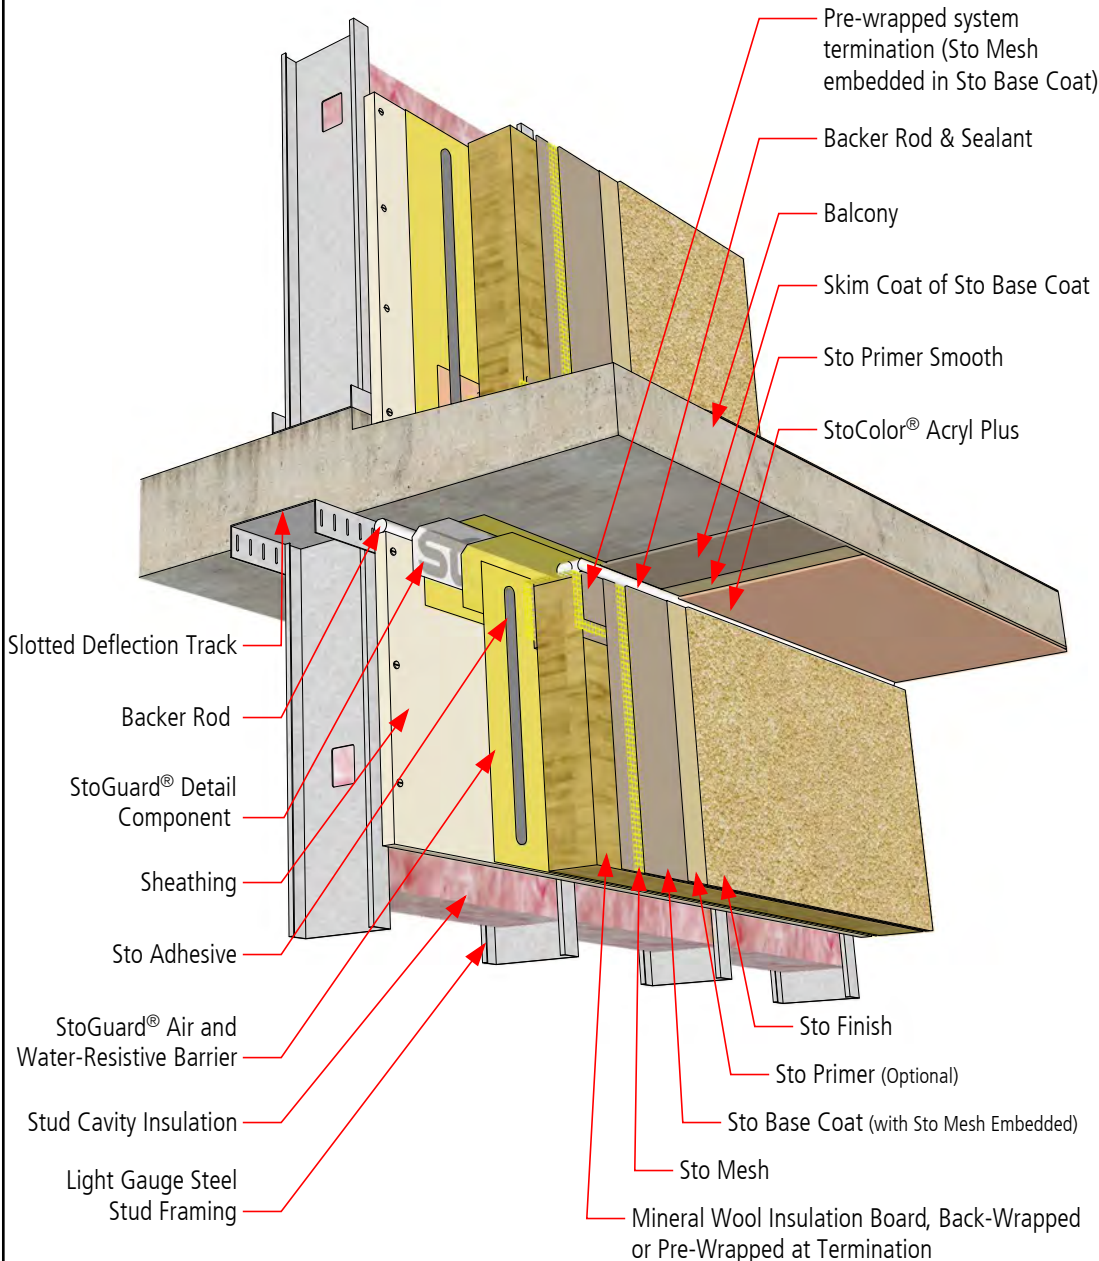 Pre-wrapped system
termination (Sto Mesh
embedded in Sto Base Coat)
Backer Rod & Sealant
Balcony
Skim Coat of Sto Base Coat
Sto Primer Smooth
StoColor® Acryl Plus
Slotted Deflection Track
Backer Rod
StoGuard® Detail
Component
Sheathing
Sto Adhesive
StoGuard® Air and
Water-Resistive Barrier
Stud Cavity Insulation
Light Gauge Steel
Stud Framing
Sto Finish
Sto Primer (Optional)
Sto Base Coat (with Sto Mesh Embedded)
Sto Mesh
Mineral Wool Insulation Board, Back-Wrapped
or Pre-Wrapped at Termination